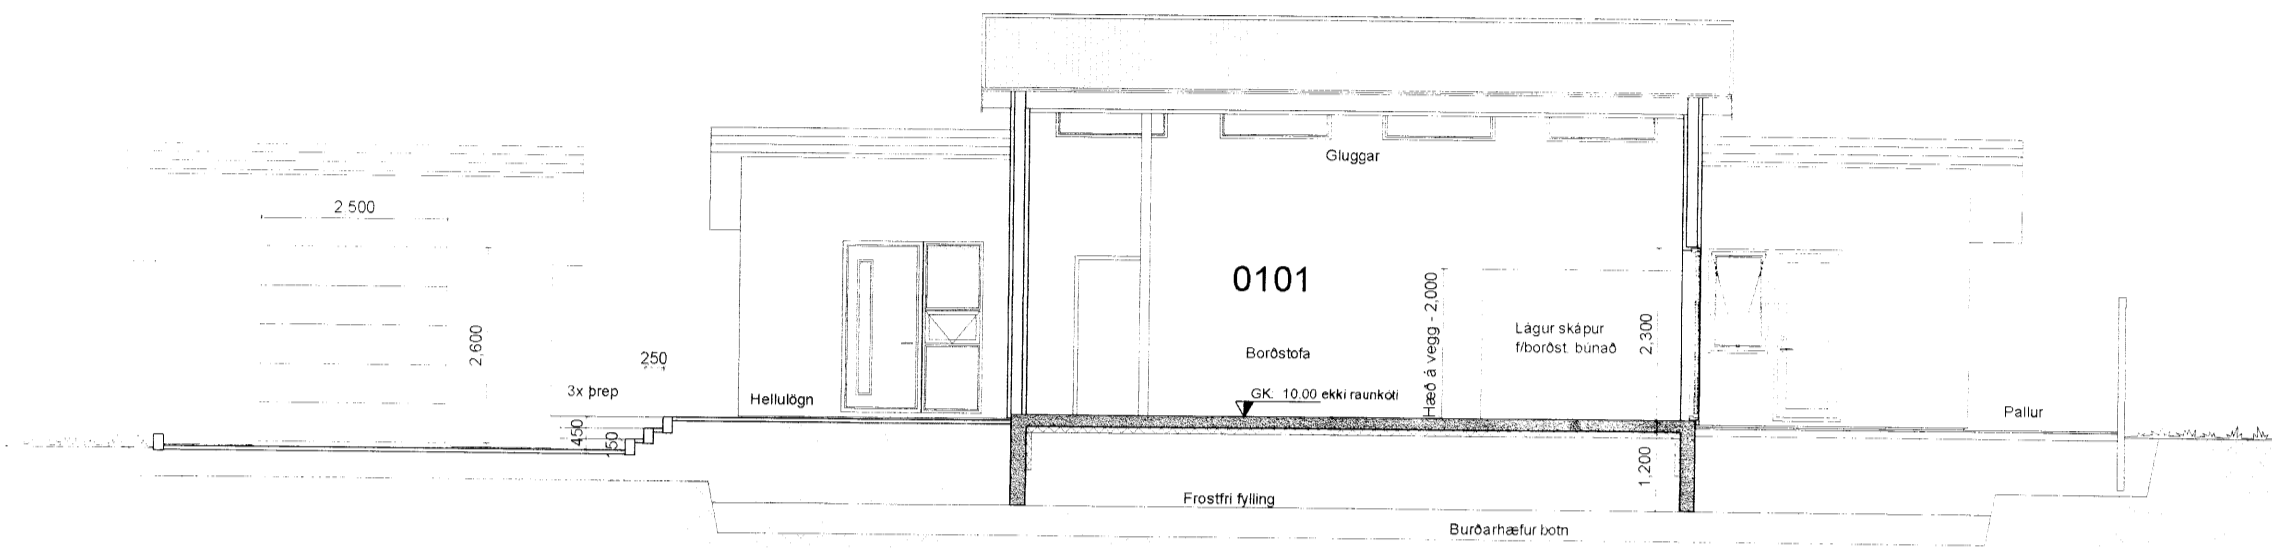 Gluggar
2 500
0101
2,600
250
3x þrep
Hellulögn
Borðstofa
GK: 10.00 ekki raunkóti
Hæð á vegg - 2,000
Lágur skápur
f/borðst. búnað
2,300
Pallur
450
150
1,200
Frostfri fylling
Burðarhæfur botn